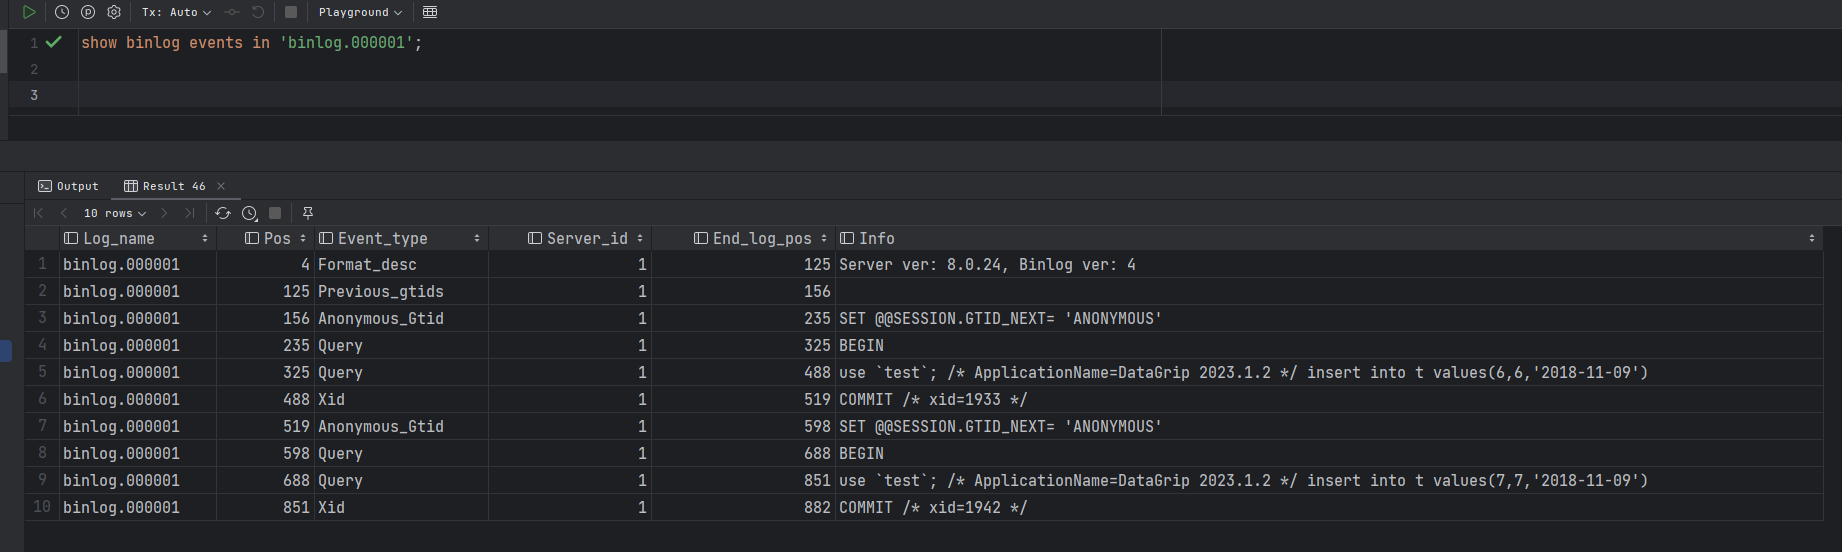 Tx: Auto Playground
1 show binlog events in 'binlog.000001';
2
3
Output Result 46
10 rows
Log_name Pos Event_type Server_id End_log_pos Info
1 binlog.000001 4 Format_desc 1 125 Server ver: 8.0.24, Binlog ver: 4
2 binlog.000001 125 Previous_gtids 1 156
3 binlog.000001 156 Anonymous_Gtid 1 235 SET @@SESSION.GTID_NEXT= 'ANONYMOUS'
4 binlog.000001 235 Query 1 325 BEGIN
5 binlog.000001 325 Query 1 488 use `test`; /* ApplicationName=DataGrip 2023.1.2 */ insert into t values(6,6,'2018-11-09')
6 binlog.000001 488 Xid 1 519 COMMIT /* xid=1933 */
7 binlog.000001 519 Anonymous_Gtid 1 598 SET @@SESSION.GTID_NEXT= 'ANONYMOUS'
8 binlog.000001 598 Query 1 688 BEGIN
9 binlog.000001 688 Query 1 851 use `test`; /* ApplicationName=DataGrip 2023.1.2 */ insert into t values(7,7,'2018-11-09')
10 binlog.000001 851 Xid 1 882 COMMIT /* xid=1942 */